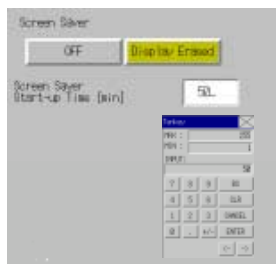 Screen Saver
OFF Display Erased
Screen Saver
Start-up Time [min] 50
Tenkey
MAX: 255
MIN: 1
INPUT:
50
7 8 9 BS
4 5 6 CLR
1 2 3 CANCEL
0 . +/- ENTER